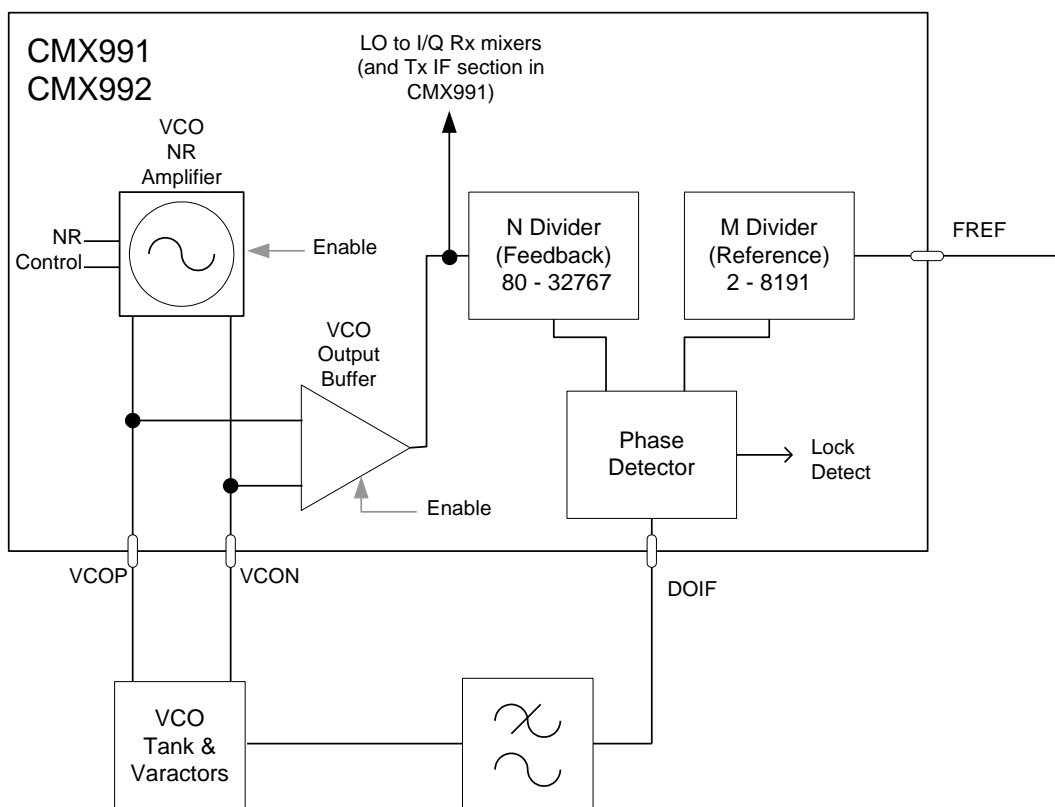 CMX991
CMX992
LO to I/Q Rx mixers
(and Tx IF section in
CMX991)
VCO
NR
Amplifier
NR
Control
Enable
N Divider
(Feedback)
80 - 32767
M Divider
(Reference)
2 - 8191
FREF
VCO
Output
Buffer
Enable
Phase
Detector
Lock
Detect
VCOP
VCON
DOIF
VCO
Tank &
Varactors